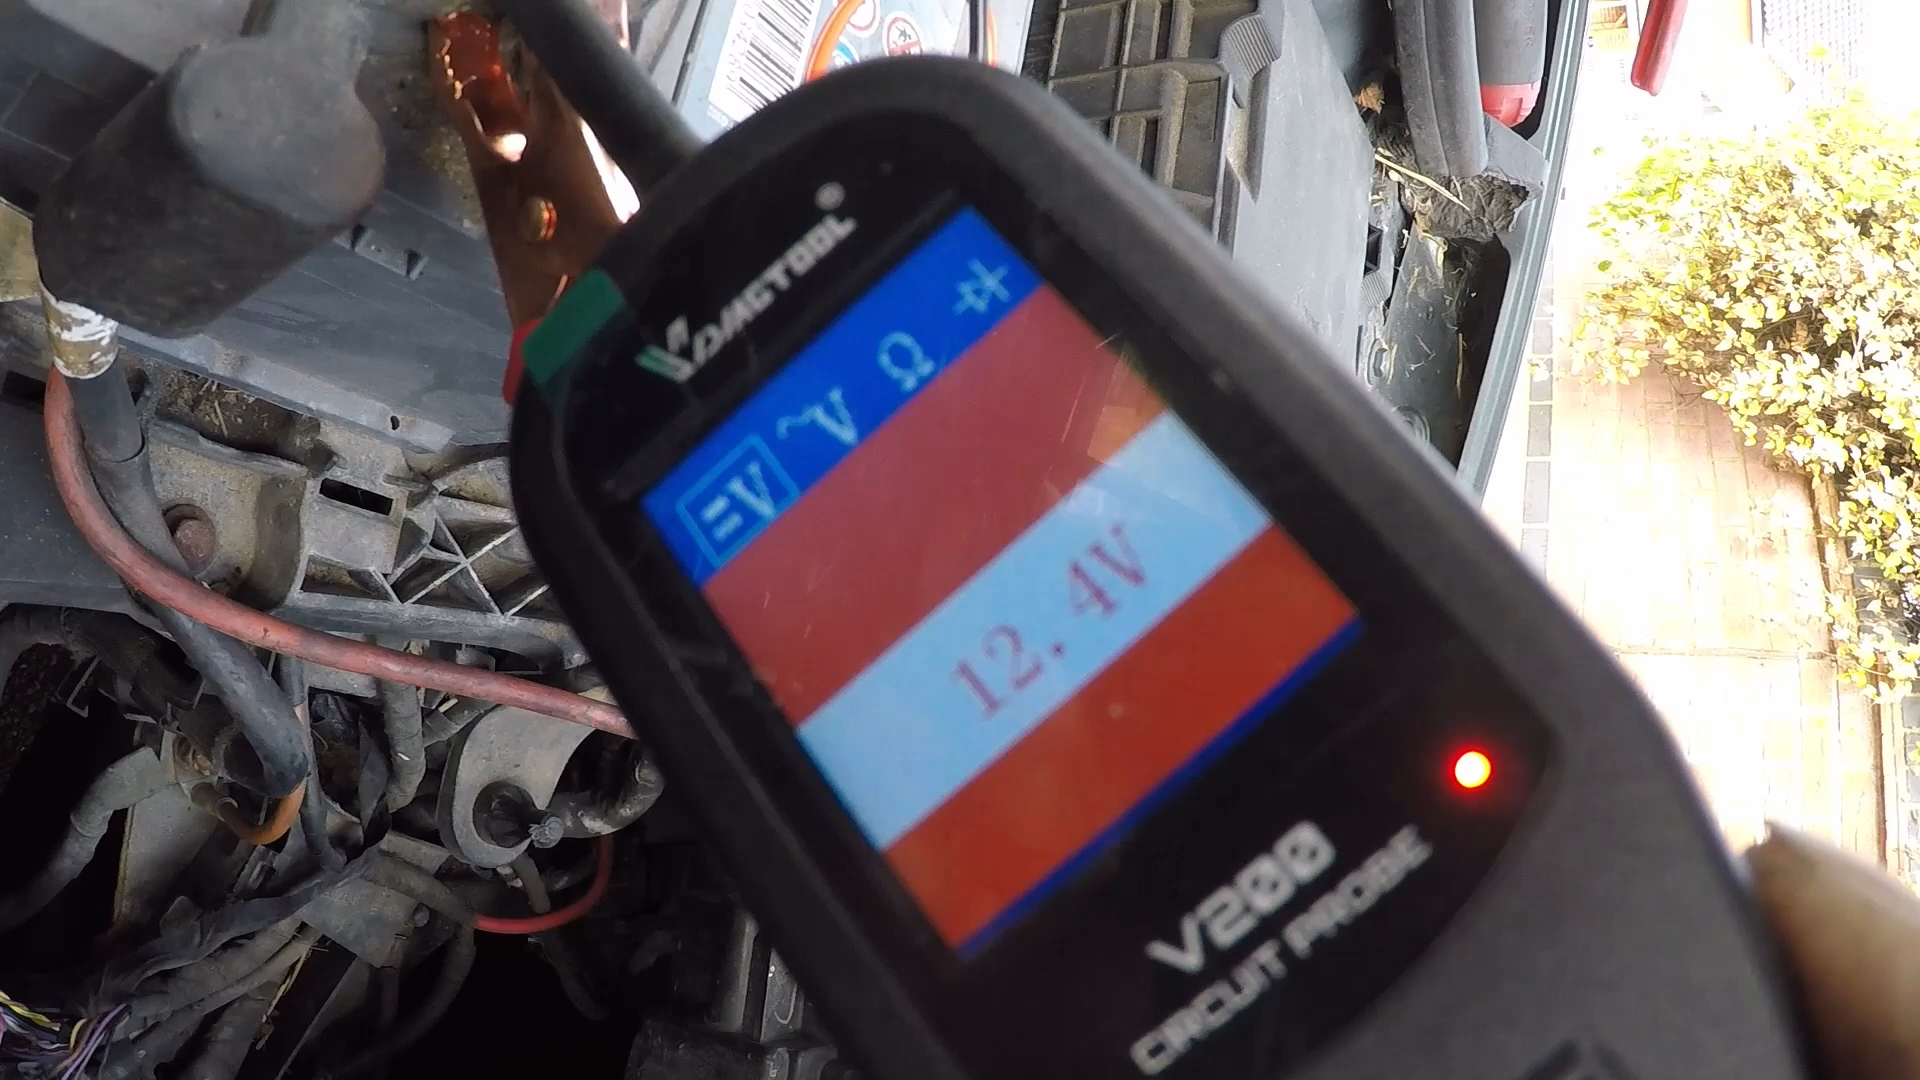 VDIAGTOOL®
=V ~V Ω
12.4V
V200
CIRCUIT PROBE